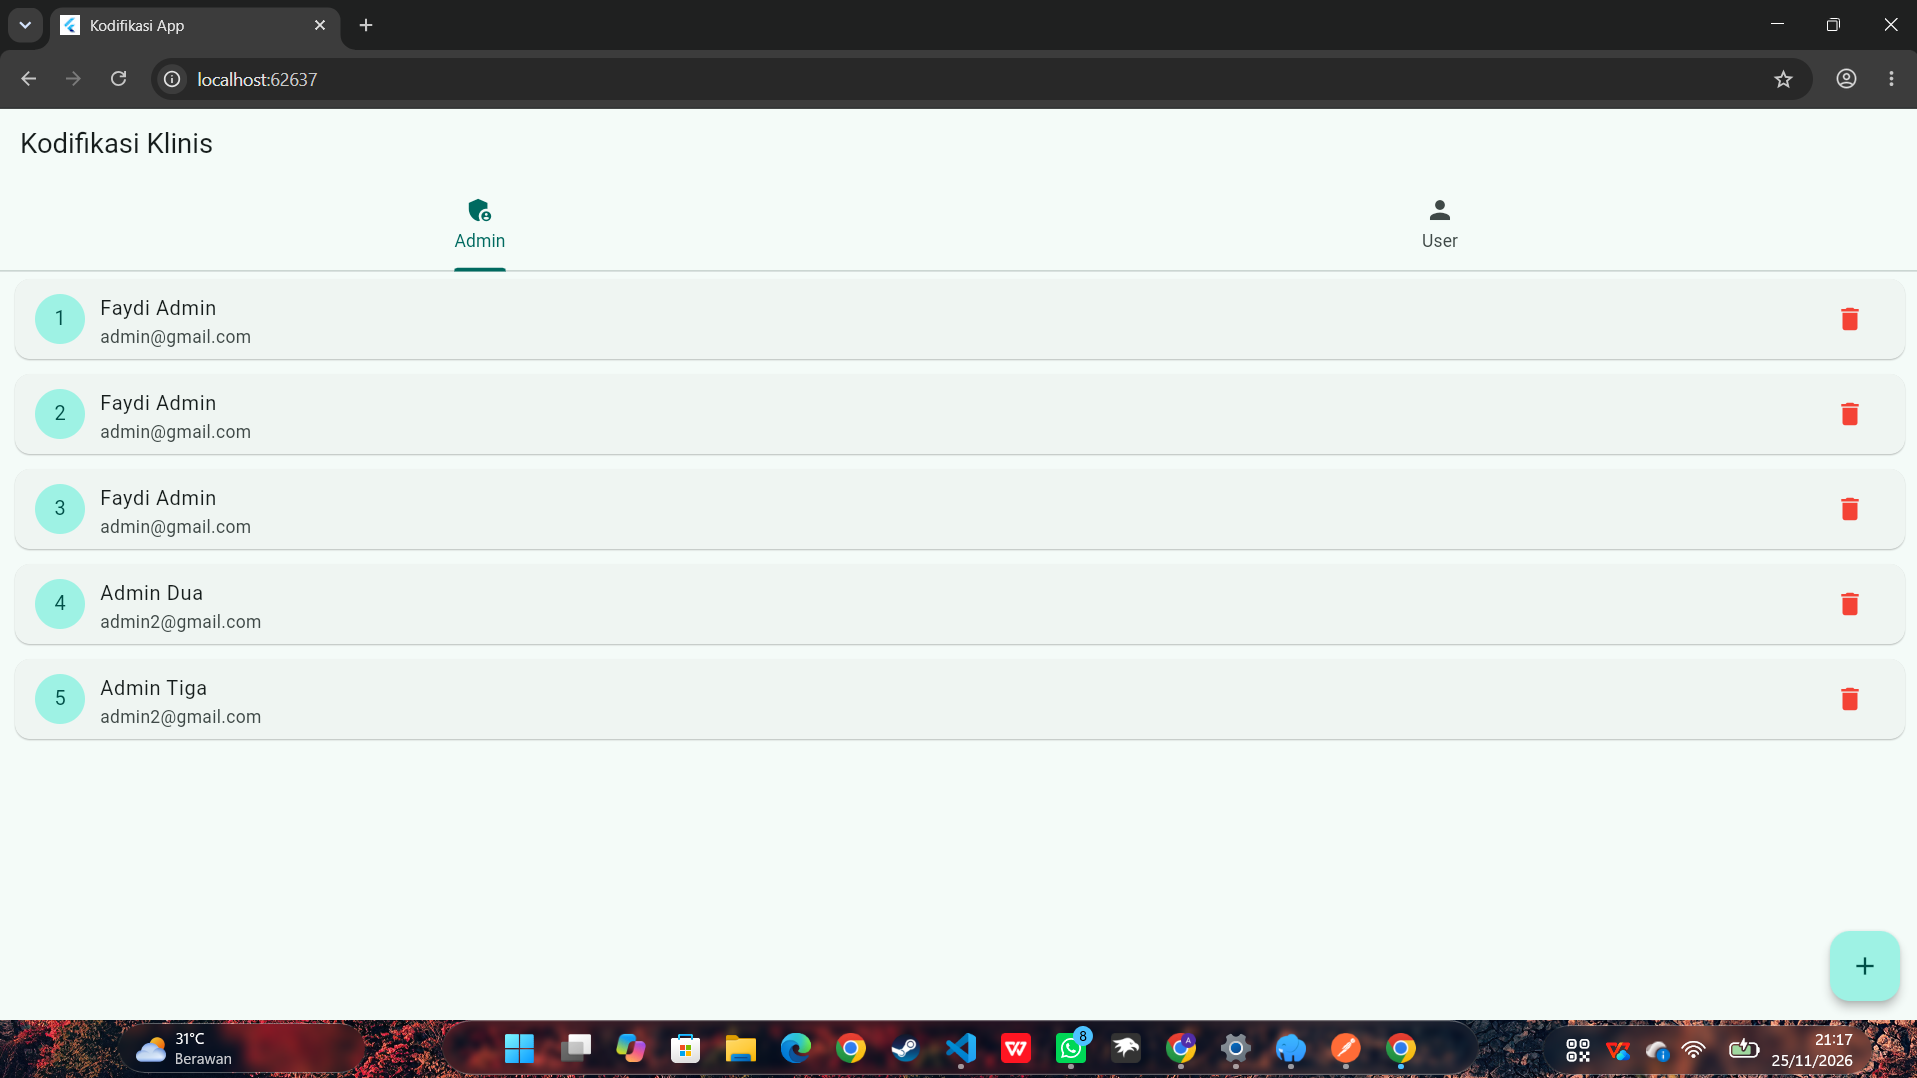 Kodifikasi App
localhost:62637
Kodifikasi Klinis
Admin
User
1
Faydi Admin
admin@gmail.com
2
Faydi Admin
admin@gmail.com
3
Faydi Admin
admin@gmail.com
4
Admin Dua
admin2@gmail.com
5
Admin Tiga
admin2@gmail.com
31°C
Berawan
W
8
A
21:17
25/11/2026